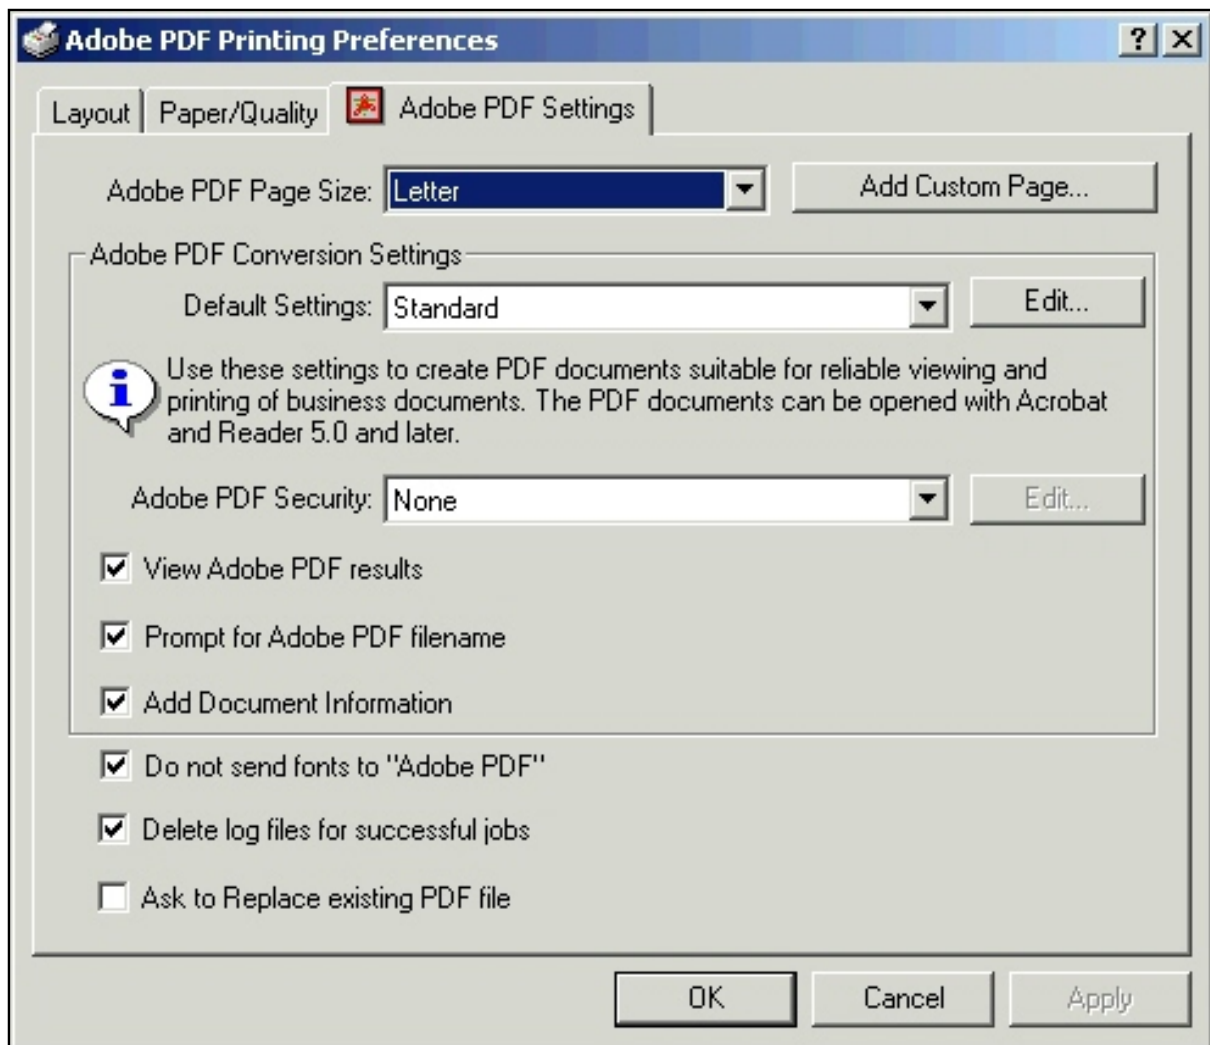 Adobe PDF Printing Preferences
Layout
Paper/Quality
Adobe PDF Settings
Adobe PDF Page Size: Letter
Add Custom Page...
Adobe PDF Conversion Settings
Default Settings: Standard
Edit...
Use these settings to create PDF documents suitable for reliable viewing and
printing of business documents. The PDF documents can be opened with Acrobat
and Reader 5.0 and later.
Adobe PDF Security: None
Edit...
View Adobe PDF results
Prompt for Adobe PDF filename
Add Document Information
Do not send fonts to "Adobe PDF"
Delete log files for successful jobs
Ask to Replace existing PDF file
OK
Cancel
Apply